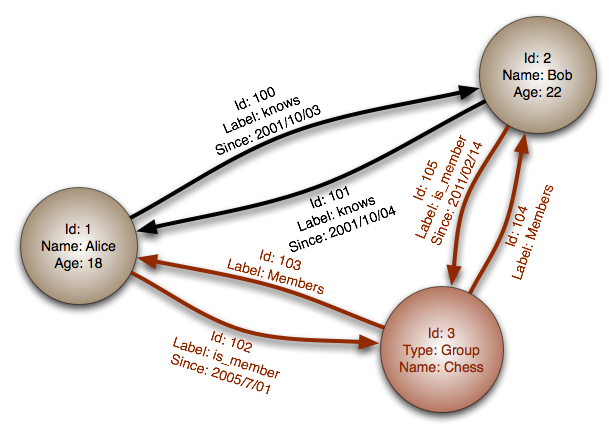 Id: 2
Name: Bob
Age: 22
Id: 100
Label: knows
Since: 2001/10/03
Id: 101
Label: knows
Since: 2001/10/04
Id: 105
Label: is_member
Since: 2011/02/14
Id: 104
Label: Members
Id: 1
Name: Alice
Age: 18
Id: 103
Label: Members
Id: 102
Label: is_member
Since: 2005/7/01
Id: 3
Type: Group
Name: Chess